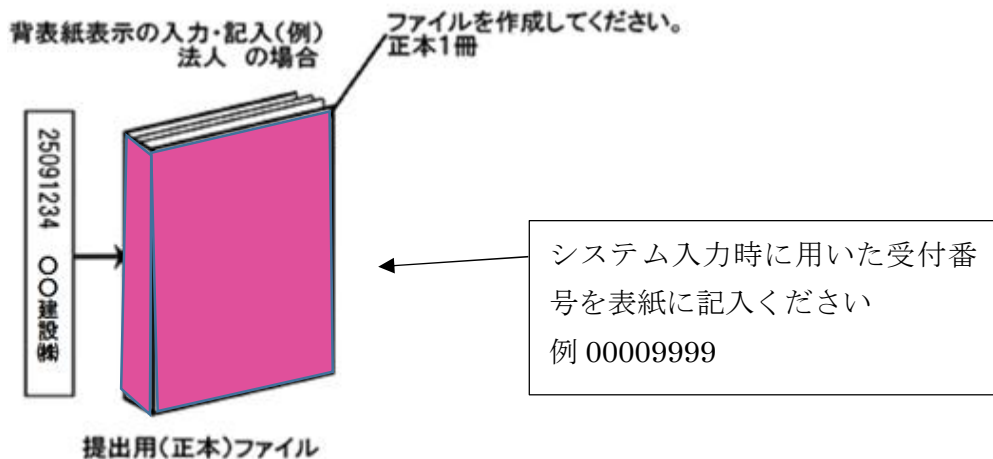 背表紙表示の入力・記入(例)
法人 の場合
ファイルを作成してください。
正本1冊
25091234 〇〇建設㈱
システム入力時に用いた受付番
号を表紙に記入ください
例 00009999
提出用(正本)ファイル